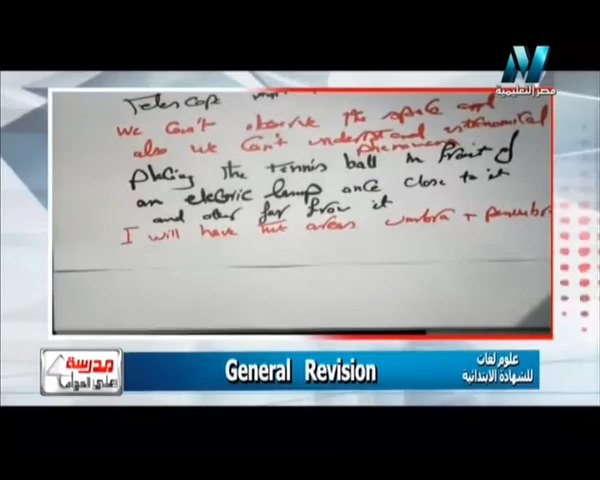 مصر التعليمية
Telescope
we can't observe the space and
also we can't understand astronomical
phenomena
placing the tennis ball in front of
an electric lamp once close to it
and other far from it
I will have two areas umbra + penumbra
مدرسة
على الهواء
General Revision
علوم لغات
للشهادة الابتدائية